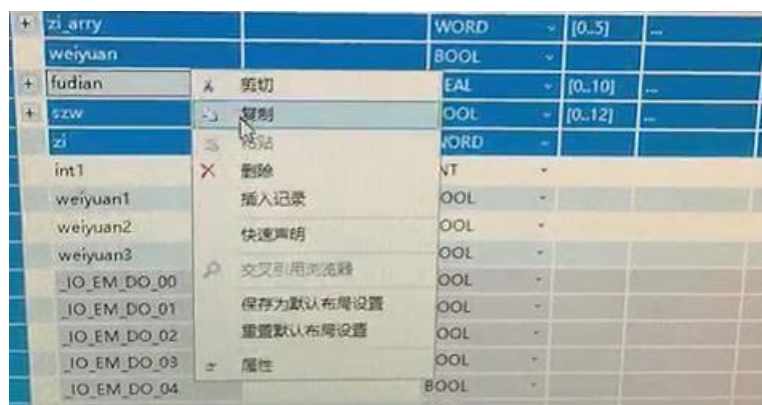 + zi_arry WORD [0..5] ...
weiyuan BOOL
+ fudian 剪切 EAL [0..10] ...
+ szw 复制 OOL [0..12] ...
zi 粘贴 WORD
int1 删除 NT
weiyuan1 插入记录 OOL
weiyuan2 快速声明 OOL
weiyuan3 OOL
_IO_EM_DO_00 交叉引用浏览器 OOL
_IO_EM_DO_01 保存为默认布局设置 OOL
_IO_EM_DO_02 重置默认布局设置 OOL
_IO_EM_DO_03 属性 OOL
_IO_EM_DO_04 BOOL